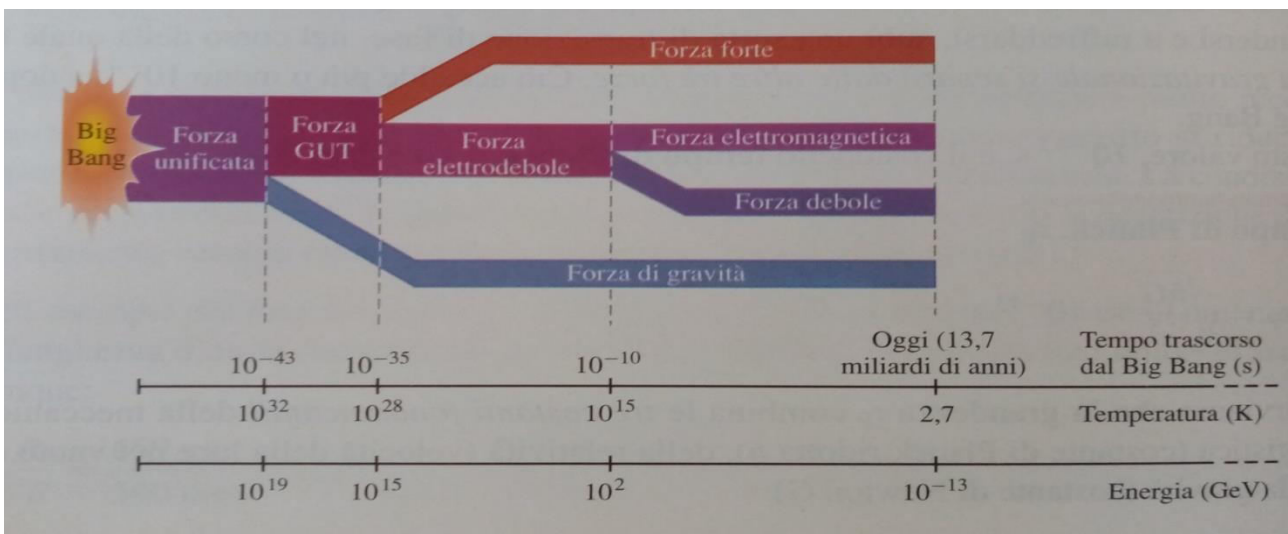 Forza forte
Big
Bang
Forza
unificata
Forza
GUT
Forza
elettrodebole
Forza elettromagnetica
Forza debole
Forza di gravità
10⁻⁴³
10⁻³⁵
10⁻¹⁰
Oggi (13,7
miliardi di anni)
Tempo trascorso
dal Big Bang (s)
10³²
10²⁸
10¹⁵
2,7
Temperatura (K)
10¹⁹
10¹⁵
10²
10⁻¹³
Energia (GeV)